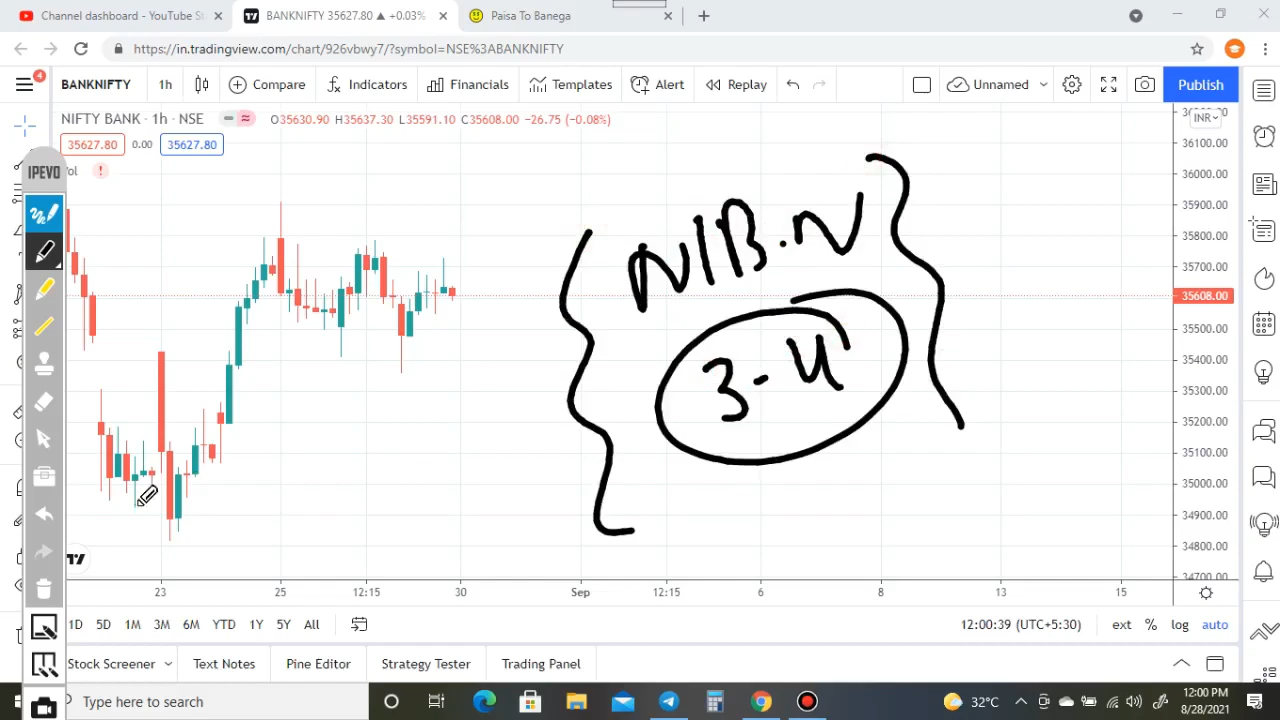 Channel dashboard - YouTube St
BANKNIFTY 35627.80 ▲ +0.03%
Paisa To Banega
https://in.tradingview.com/chart/926vbwy7/?symbol=NSE%3ABANKNIFTY
4
BANKNIFTY 1h Compare Indicators Financials Templates Alert Replay Unnamed Publish
NIFTY BANK · 1h · NSE O35630.90 H35637.30 L35591.10 C35608.00 -26.75 (-0.08%)
INR
35627.80 0.00 35627.80
IPEVO
36100.00
36000.00
35900.00
35800.00
35700.00
35608.00
35500.00
35400.00
35300.00
35200.00
35100.00
35000.00
34900.00
34800.00
34700.00
N/B.N
3-4
23 25 12:15 30 Sep 12:15 6 8 13 15
1D 5D 1M 3M 6M YTD 1Y 5Y All 12:00:39 (UTC+5:30) ext % log auto
Stock Screener Text Notes Pine Editor Strategy Tester Trading Panel
Type here to search
32°C
12:00 PM
8/28/2021